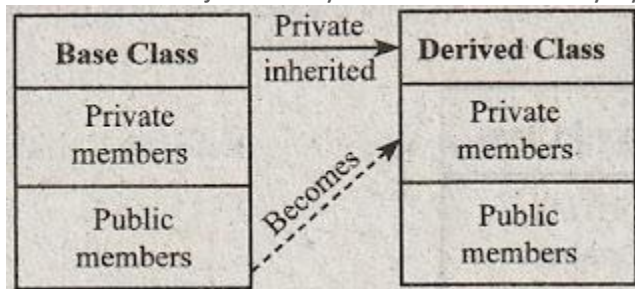 Base Class
Private
members
Public
members
Private
inherited
Becomes
Derived Class
Private
members
Public
members